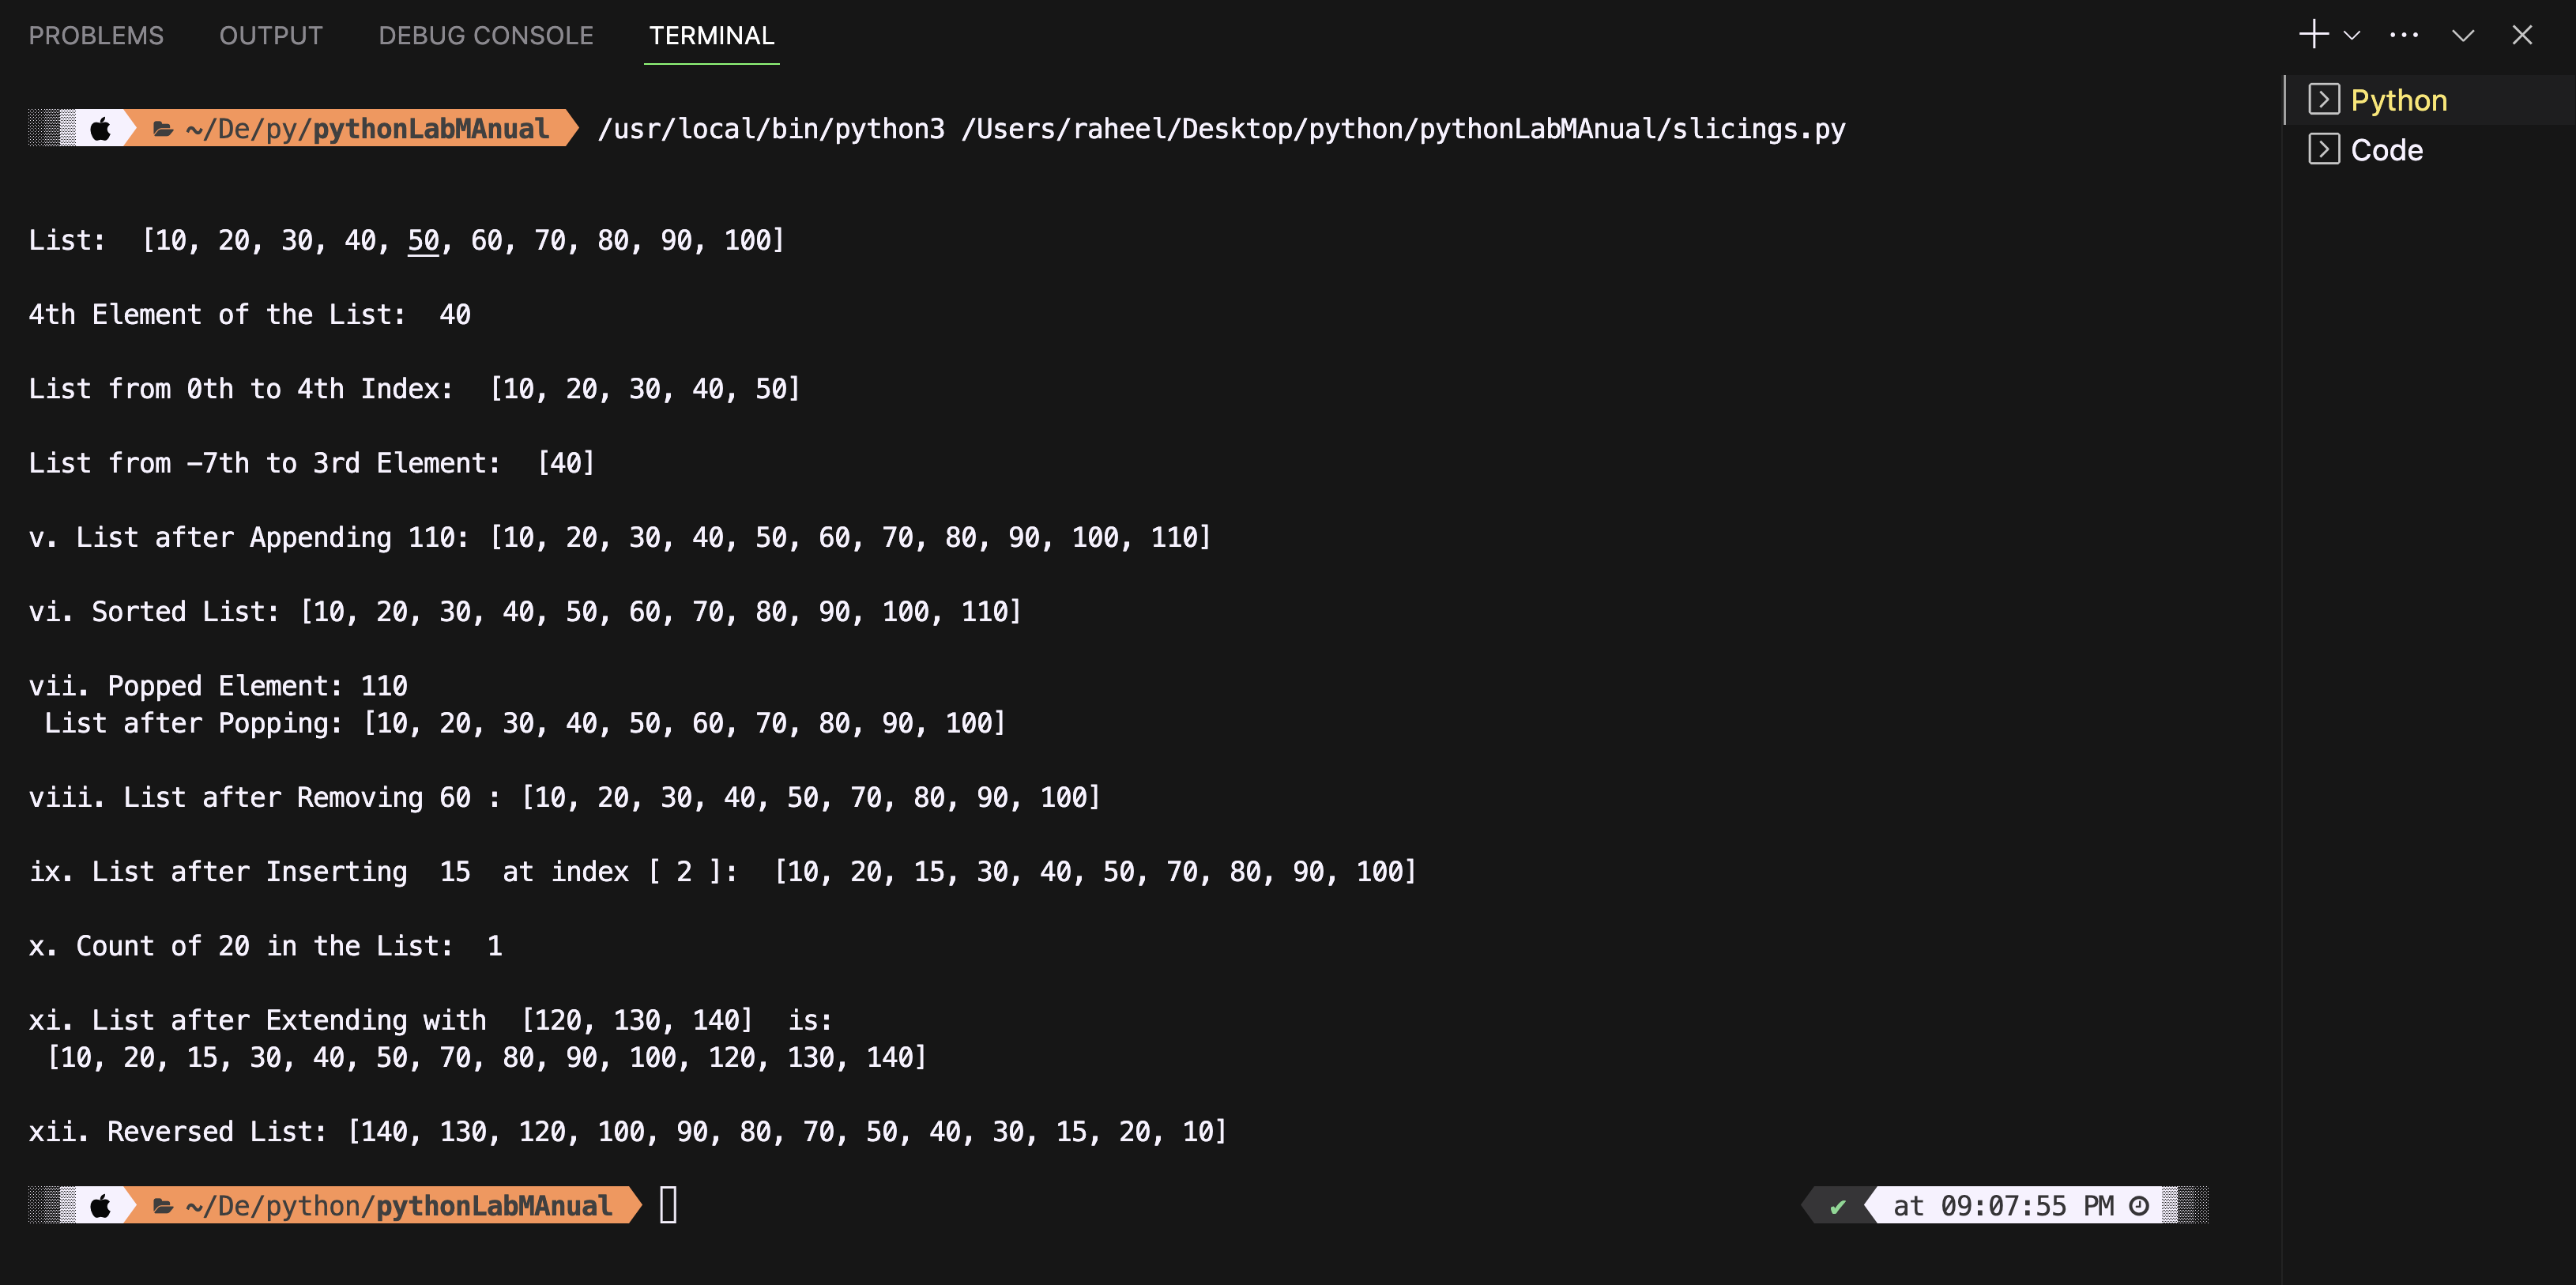 PROBLEMS OUTPUT DEBUG CONSOLE TERMINAL
Python
Code
~/De/py/pythonLabMAnual /usr/local/bin/python3 /Users/raheel/Desktop/python/pythonLabMAnual/slicings.py
List:  [10, 20, 30, 40, 50, 60, 70, 80, 90, 100]
4th Element of the List:  40
List from 0th to 4th Index:  [10, 20, 30, 40, 50]
List from -7th to 3rd Element:  [40]
v. List after Appending 110: [10, 20, 30, 40, 50, 60, 70, 80, 90, 100, 110]
vi. Sorted List: [10, 20, 30, 40, 50, 60, 70, 80, 90, 100, 110]
vii. Popped Element: 110
List after Popping: [10, 20, 30, 40, 50, 60, 70, 80, 90, 100]
viii. List after Removing 60 : [10, 20, 30, 40, 50, 70, 80, 90, 100]
ix. List after Inserting  15  at index [ 2 ]:  [10, 20, 15, 30, 40, 50, 70, 80, 90, 100]
x. Count of 20 in the List:  1
xi. List after Extending with  [120, 130, 140]  is:
[10, 20, 15, 30, 40, 50, 70, 80, 90, 100, 120, 130, 140]
xii. Reversed List: [140, 130, 120, 100, 90, 80, 70, 50, 40, 30, 15, 20, 10]
~/De/python/pythonLabMAnual ✔ at 09:07:55 PM